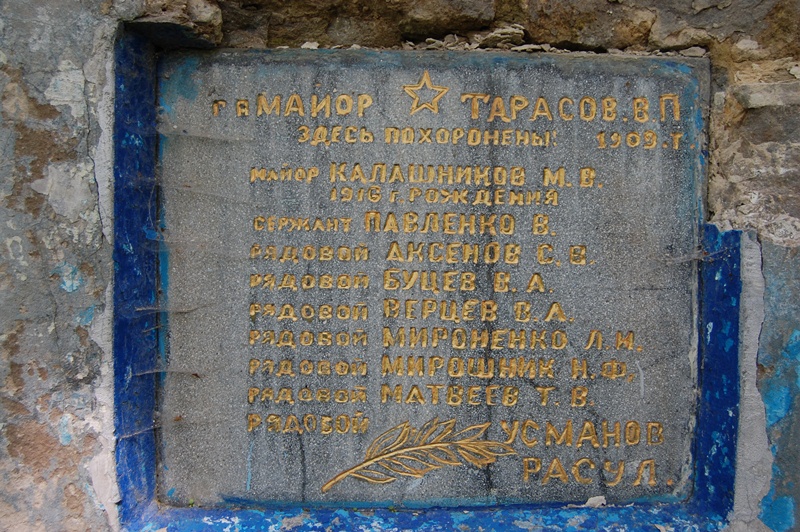 ГВ МАЙОР ТАРАСОВ.В.П
ЗДЕСЬ ПОХОРОНЕНЫ! 1909.Г.
МАЙОР КАЛАШНИКОВ М.В.
1916 г. РОЖДЕНИЯ
СЕРЖАНТ ПАВЛЕНКО В.
РЯДОВОЙ АКСЕНОВ С.В.
РЯДОВОЙ БУЦЕВ В.А.
РЯДОВОЙ ВЕРЦЕВ В.А.
РЯДОВОЙ МИРОНЕНКО Л.И.
РЯДОВОЙ МИРОШНИК Н.Ф,
РЯДОВОЙ МАТВЕЕВ Т.В.
РЯДОВОЙ УСМАНОВ
РАСУЛ.